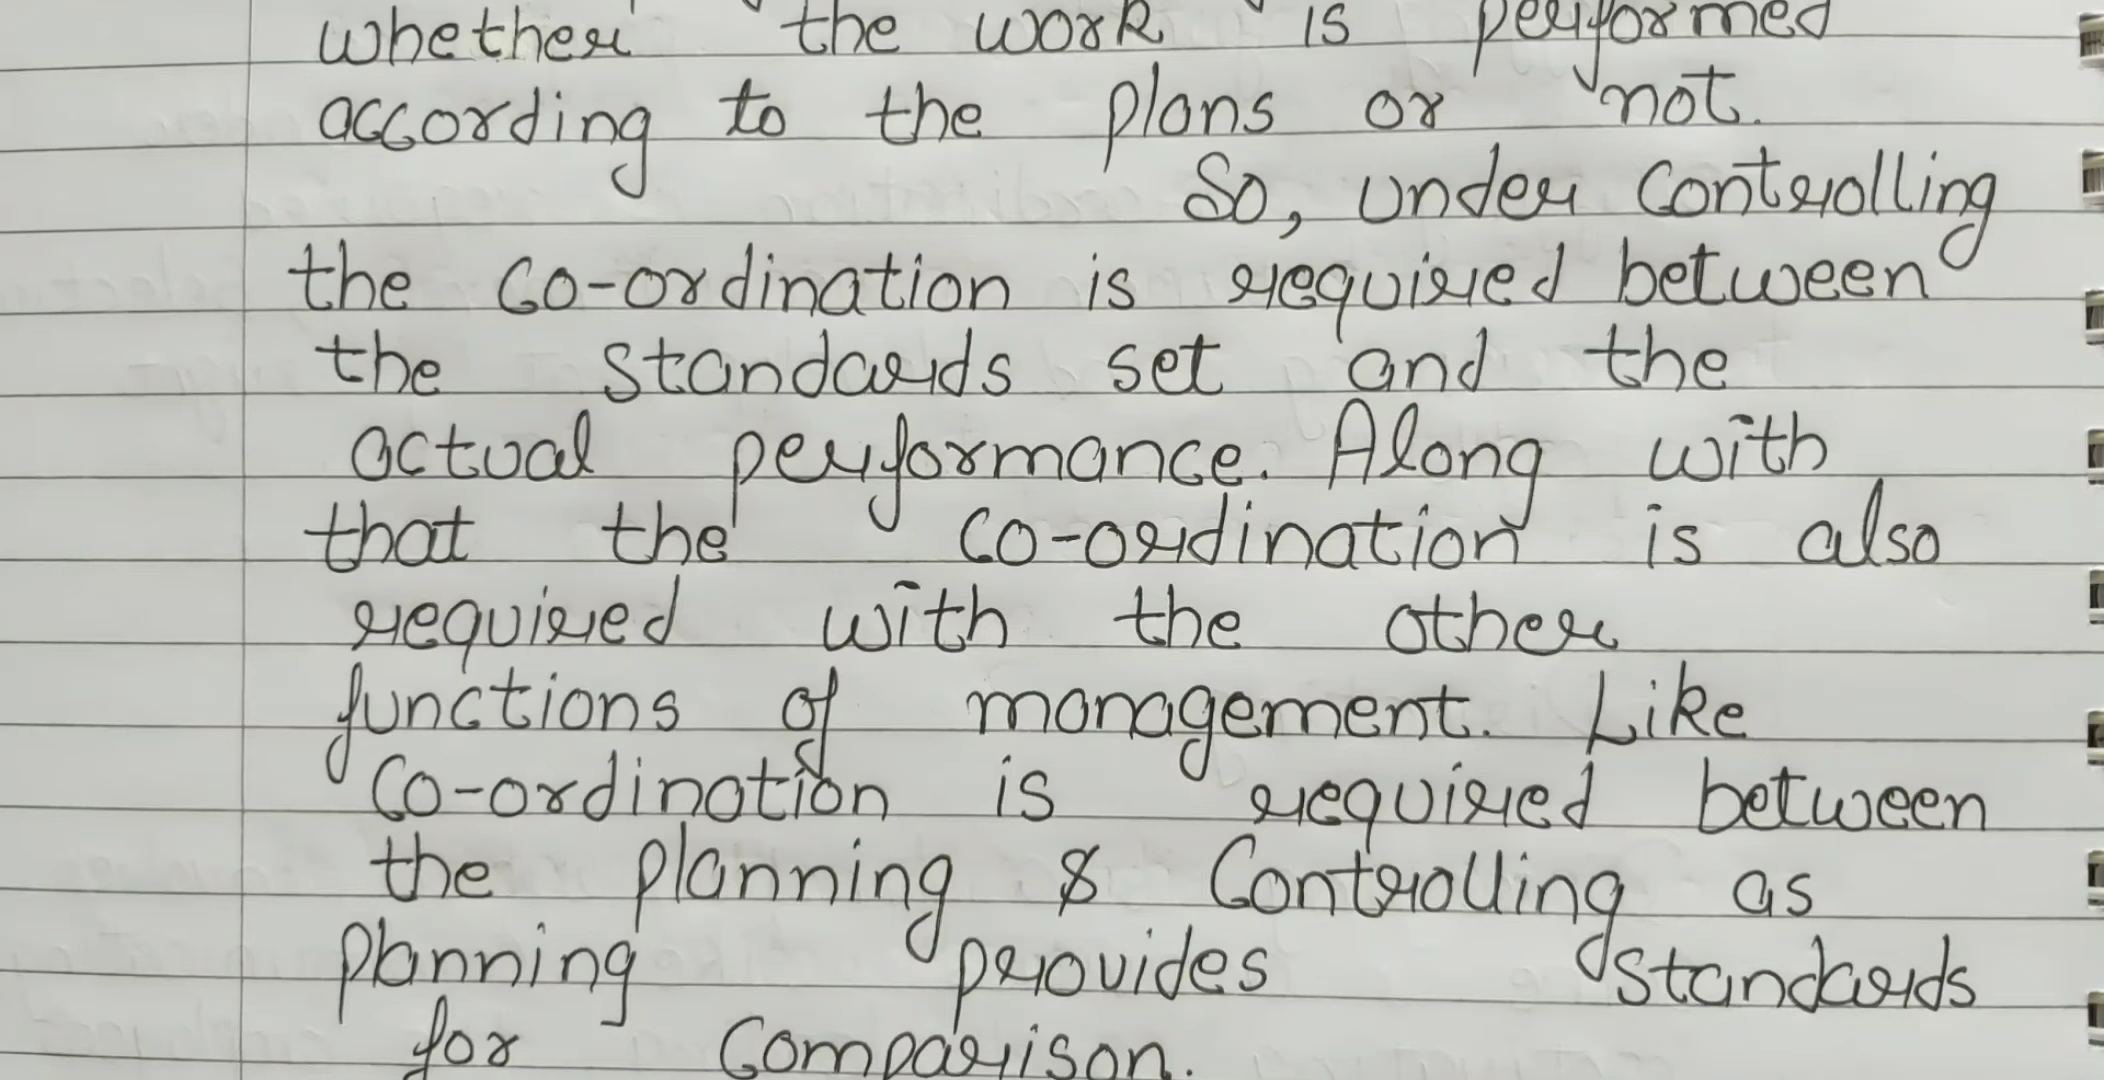 whether the work is performed
according to the plans or not.
So, under controlling
the co-ordination is required between
the standards set and the
actual performance. Along with
that the co-ordination is also
required with the other
functions of management. Like
co-ordination is required between
the planning & Controlling as
planning provides standards
for comparison.